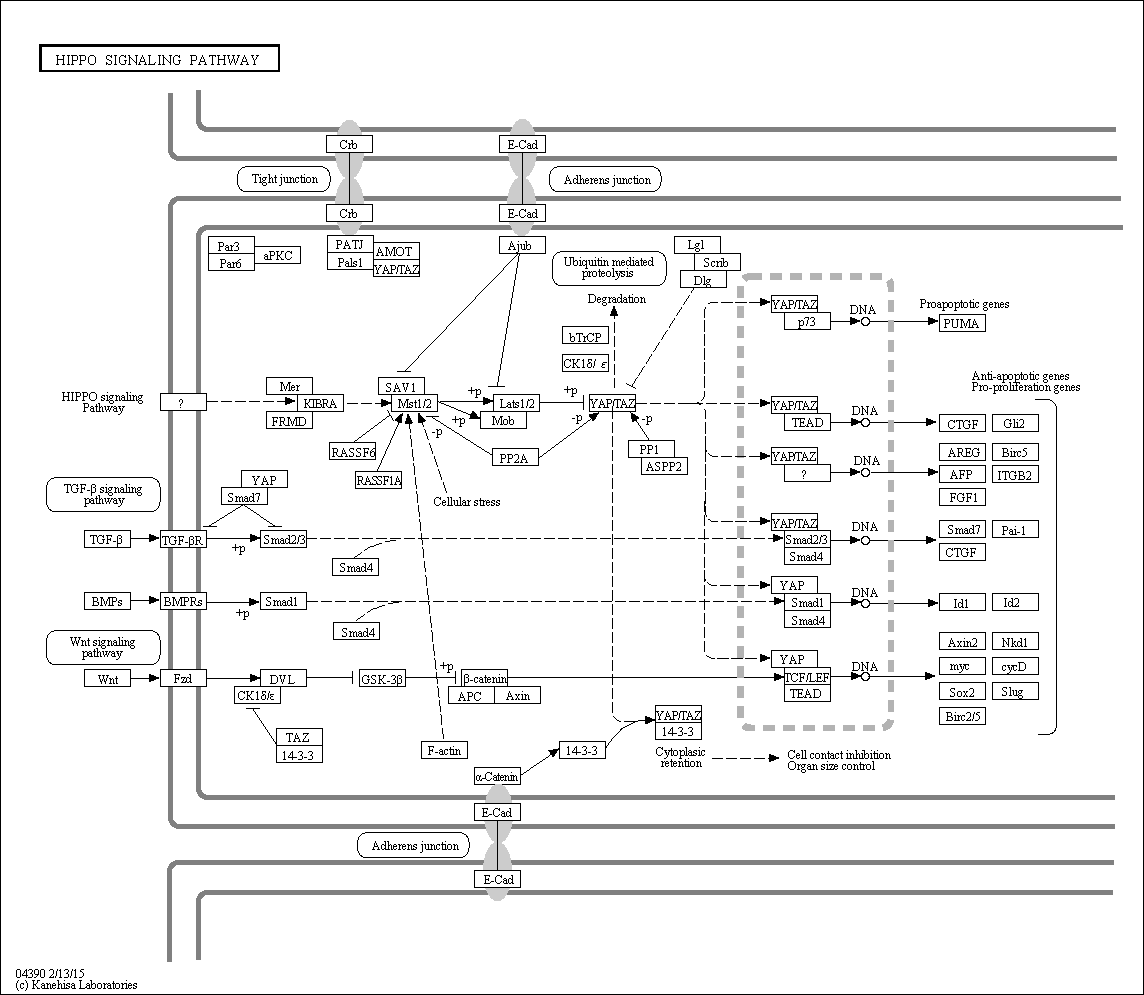 HIPPO SIGNALING PATHWAY
Crb
E-Cad
Tight junction
Adherens junction
Crb
E-Cad
Par3
Par6
aPKC
PATJ
Pals1
AMOT
YAP/TAZ
Ajub
Ubiquitin mediated
proteolysis
Lgl
Scrib
Dlg
Degradation
bTrCP
CK1δ/ε
YAP/TAZ
p73
DNA
Proapoptotic genes
PUMA
Anti-apoptotic genes
Pro-proliferation genes
HIPPO signaling
Pathway
?
Mer
KIBRA
FRMD
SAV1
Mst1/2
+p
+p
Lats1/2
Mob
+p
YAP/TAZ
-p
-p
-p
RASSF6
RASSF1A
PP2A
PP1
ASPP2
Cellular stress
YAP/TAZ
TEAD
DNA
CTGF
Gli2
YAP/TAZ
?
DNA
AREG
Birc5
AFP
ITGB2
FGF1
TGF-β signaling
pathway
YAP
Smad7
TGF-β
TGF-βR
+p
Smad2/3
Smad4
YAP/TAZ
Smad2/3
Smad4
DNA
Smad7
Pai-1
CTGF
BMPs
BMPRs
+p
Smad1
Smad4
YAP
Smad1
Smad4
DNA
Id1
Id2
Wnt signaling
pathway
Wnt
Fzd
DVL
CK1δ/ε
GSK-3β
+p
β-catenin
APC
Axin
YAP
TCF/LEF
TEAD
DNA
Axin2
Nkd1
myc
cycD
Sox2
Slug
Birc2/5
TAZ
14-3-3
F-actin
14-3-3
YAP/TAZ
14-3-3
Cytoplasic
retention
Cell contact inhibition
Organ size control
α-Catenin
E-Cad
Adherens junction
E-Cad
04390 2/13/15
(c) Kanehisa Laboratories